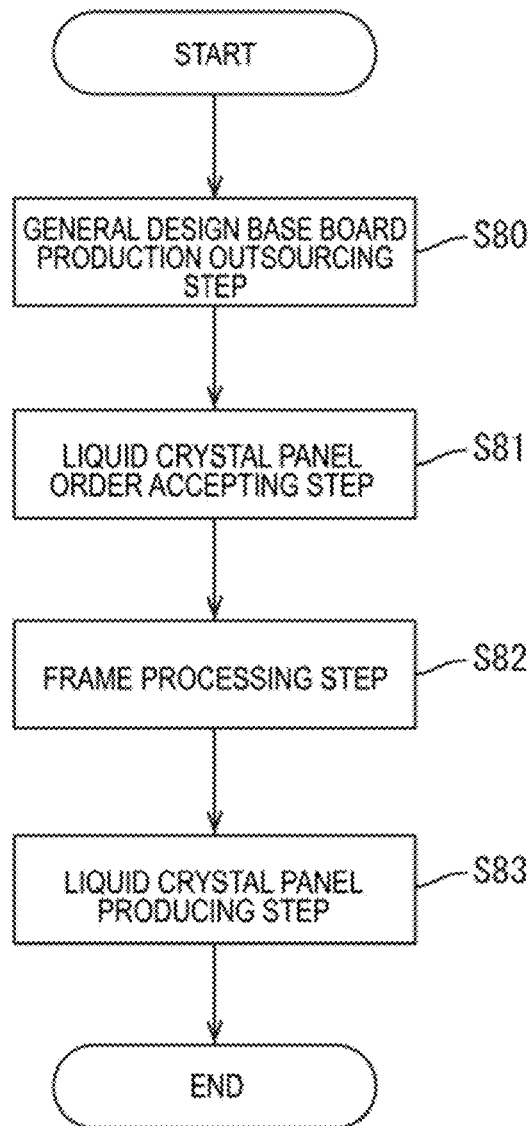 START
GENERAL DESIGN BASE BOARD
PRODUCTION OUTSOURCING
STEP
S80
LIQUID CRYSTAL PANEL
ORDER ACCEPTING STEP
S81
FRAME PROCESSING STEP
S82
LIQUID CRYSTAL PANEL
PRODUCING STEP
S83
END